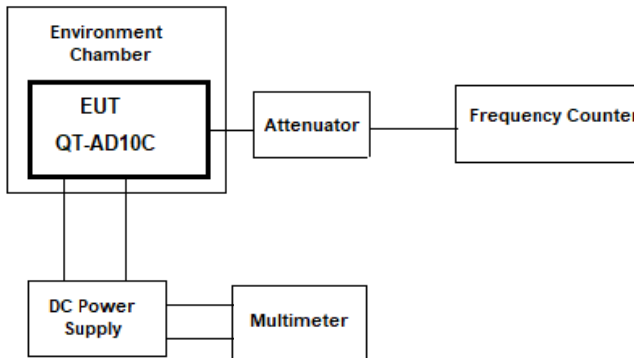 Environment
Chamber
EUT
QT-AD10C
Attenuator
Frequency Counter
DC Power
Supply
Multimeter